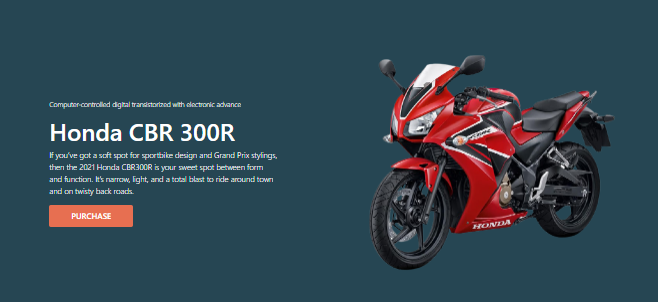 Computer-controlled digital transistorized with electronic advance
Honda CBR 300R
If you've got a soft spot for sportbike design and Grand Prix stylings,
then the 2021 Honda CBR300R is your sweet spot between form
and function. It's narrow, light, and a total blast to ride around town
and on twisty back roads.
PURCHASE
HONDA